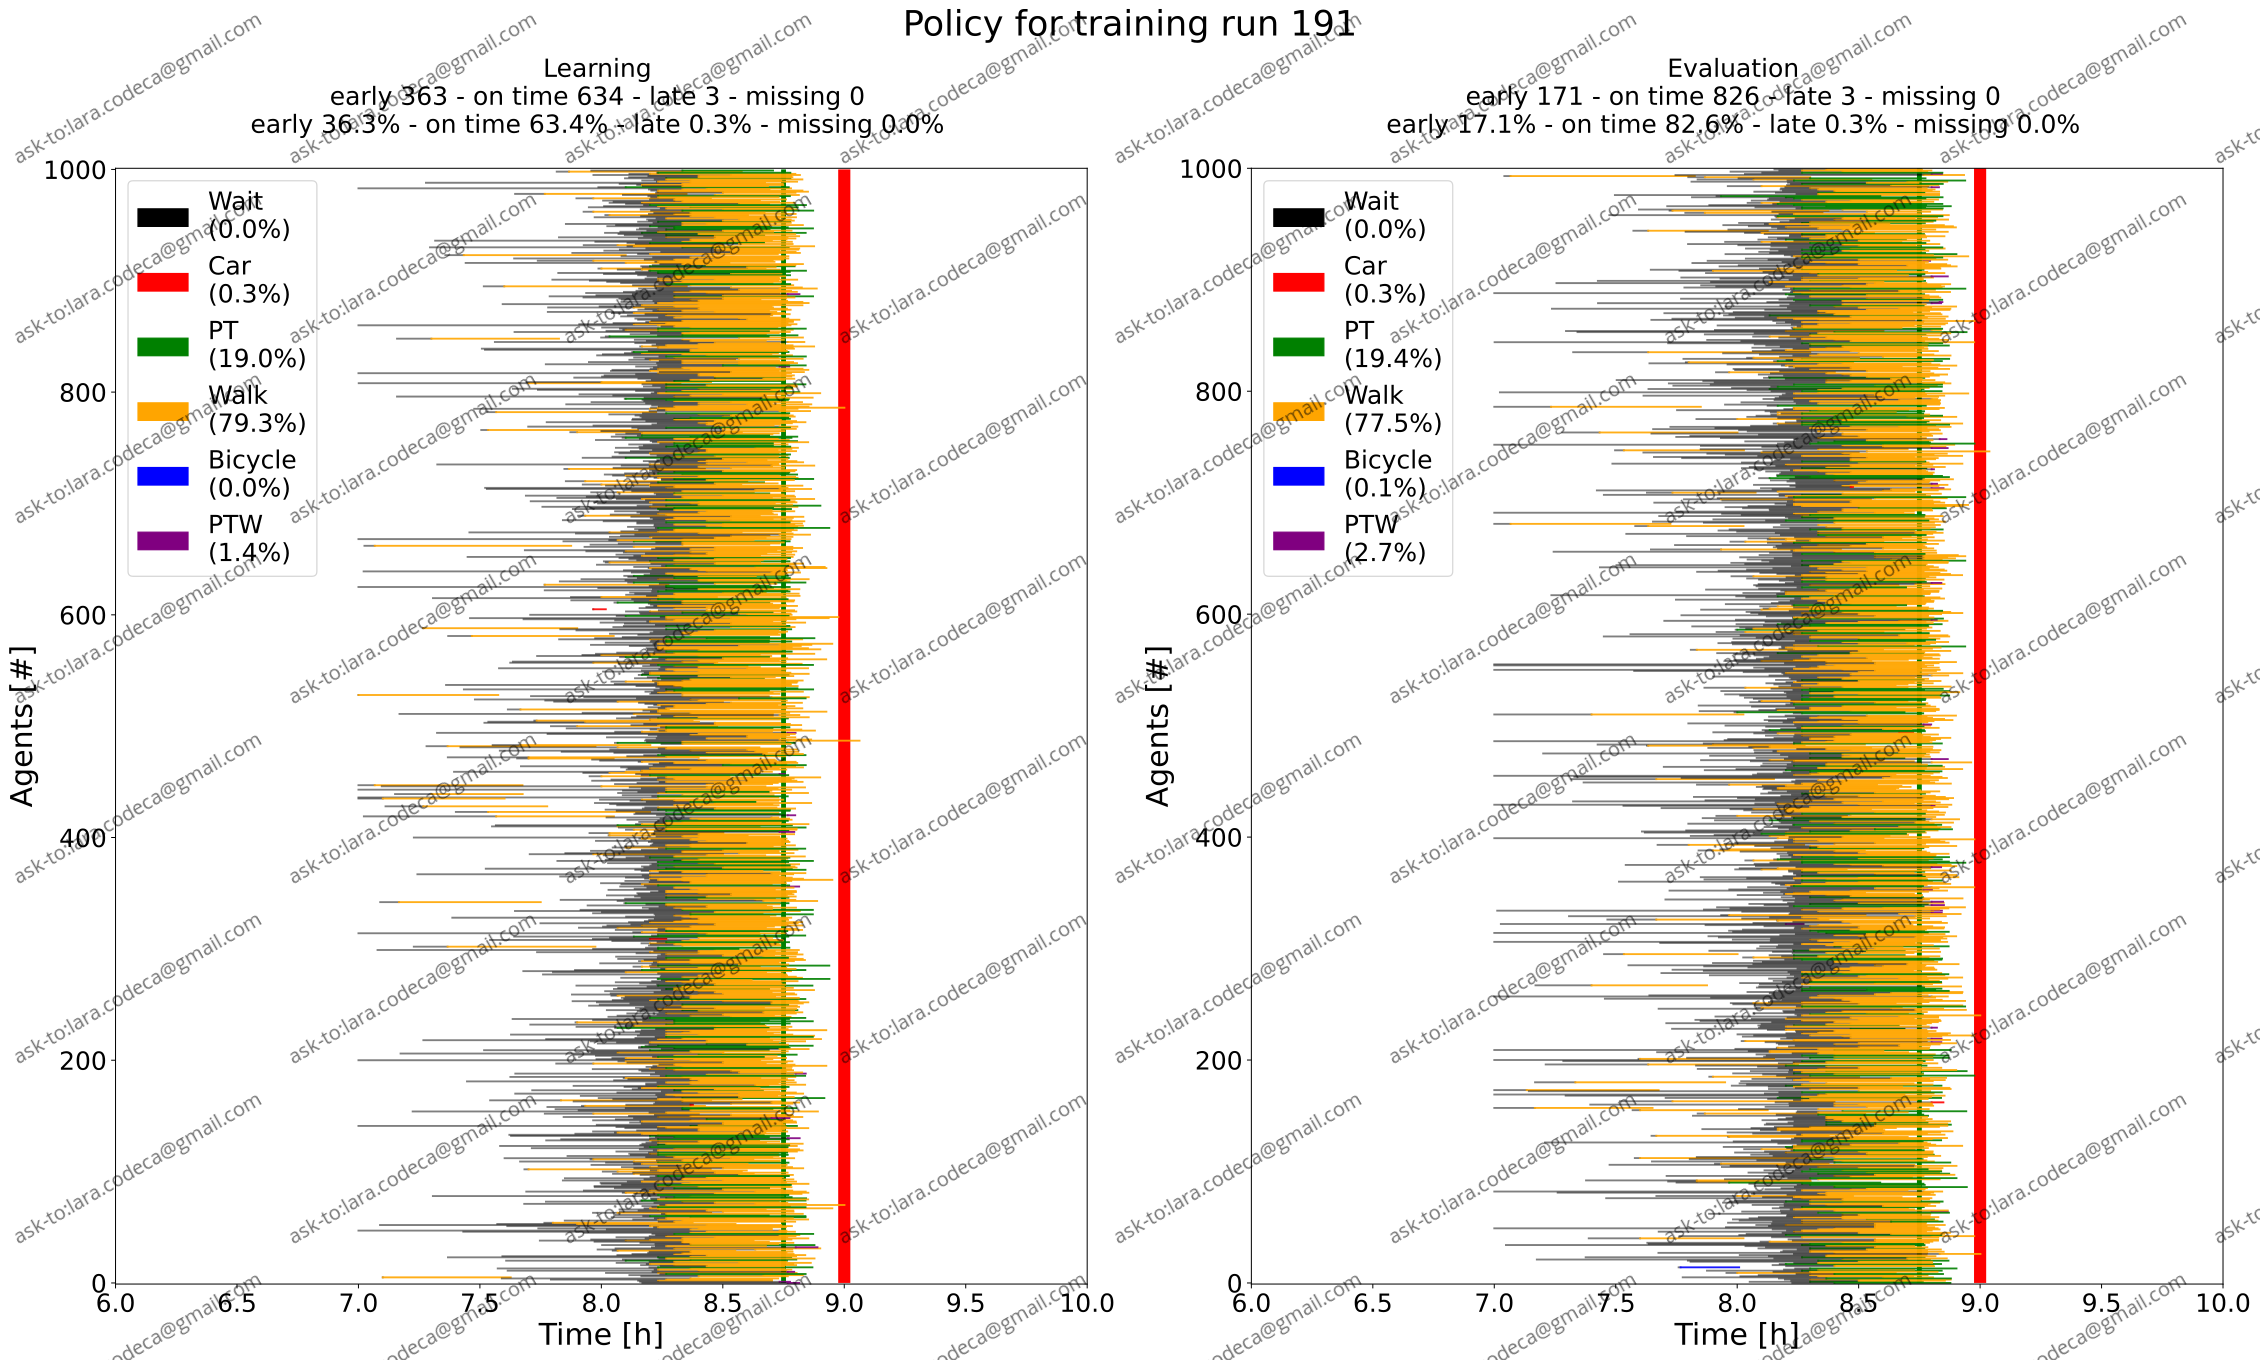 Policy for training run 191
Learning
early 363 - on time 634 - late 3 - missing 0
early 36.3% - on time 63.4% - late 0.3% - missing 0.0%
Wait
(0.0%)
Car
(0.3%)
PT
(19.0%)
Walk
(79.3%)
Bicycle
(0.0%)
PTW
(1.4%)
Agents [#]
1000
800
600
400
200
0
6.0 6.5 7.0 7.5 8.0 8.5 9.0 9.5 10.0
Time [h]
Evaluation
early 171 - on time 826 - late 3 - missing 0
early 17.1% - on time 82.6% - late 0.3% - missing 0.0%
Wait
(0.0%)
Car
(0.3%)
PT
(19.4%)
Walk
(77.5%)
Bicycle
(0.1%)
PTW
(2.7%)
Agents [#]
1000
800
600
400
200
0
6.0 6.5 7.0 7.5 8.0 8.5 9.0 9.5 10.0
Time [h]
ask-to:lara.codeca@gmail.com